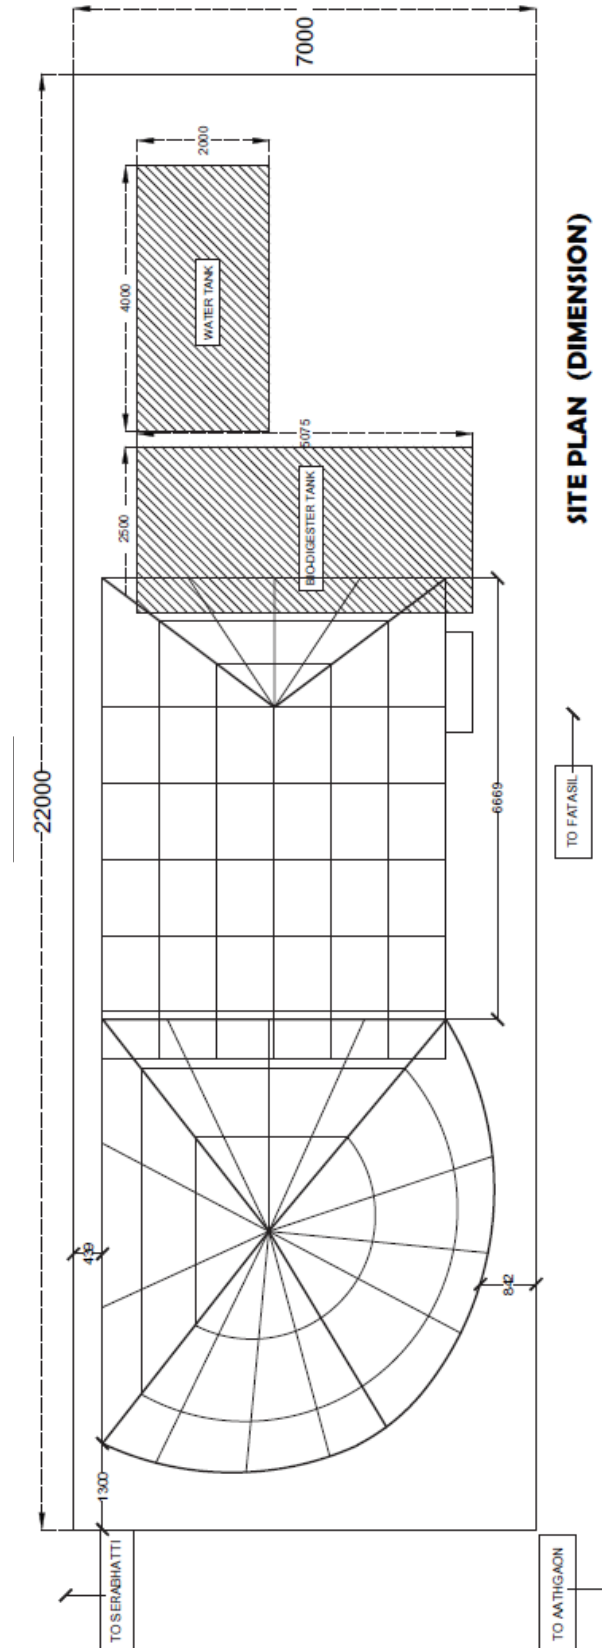 7000
2000
4000
WATER TANK
5075
2500
BIO-DIGESTER TANK
SITE PLAN (DIMENSION)
22000
6669
TO FATASIL
439
842
1300
TO SERABHATTI
TO AATHGAON